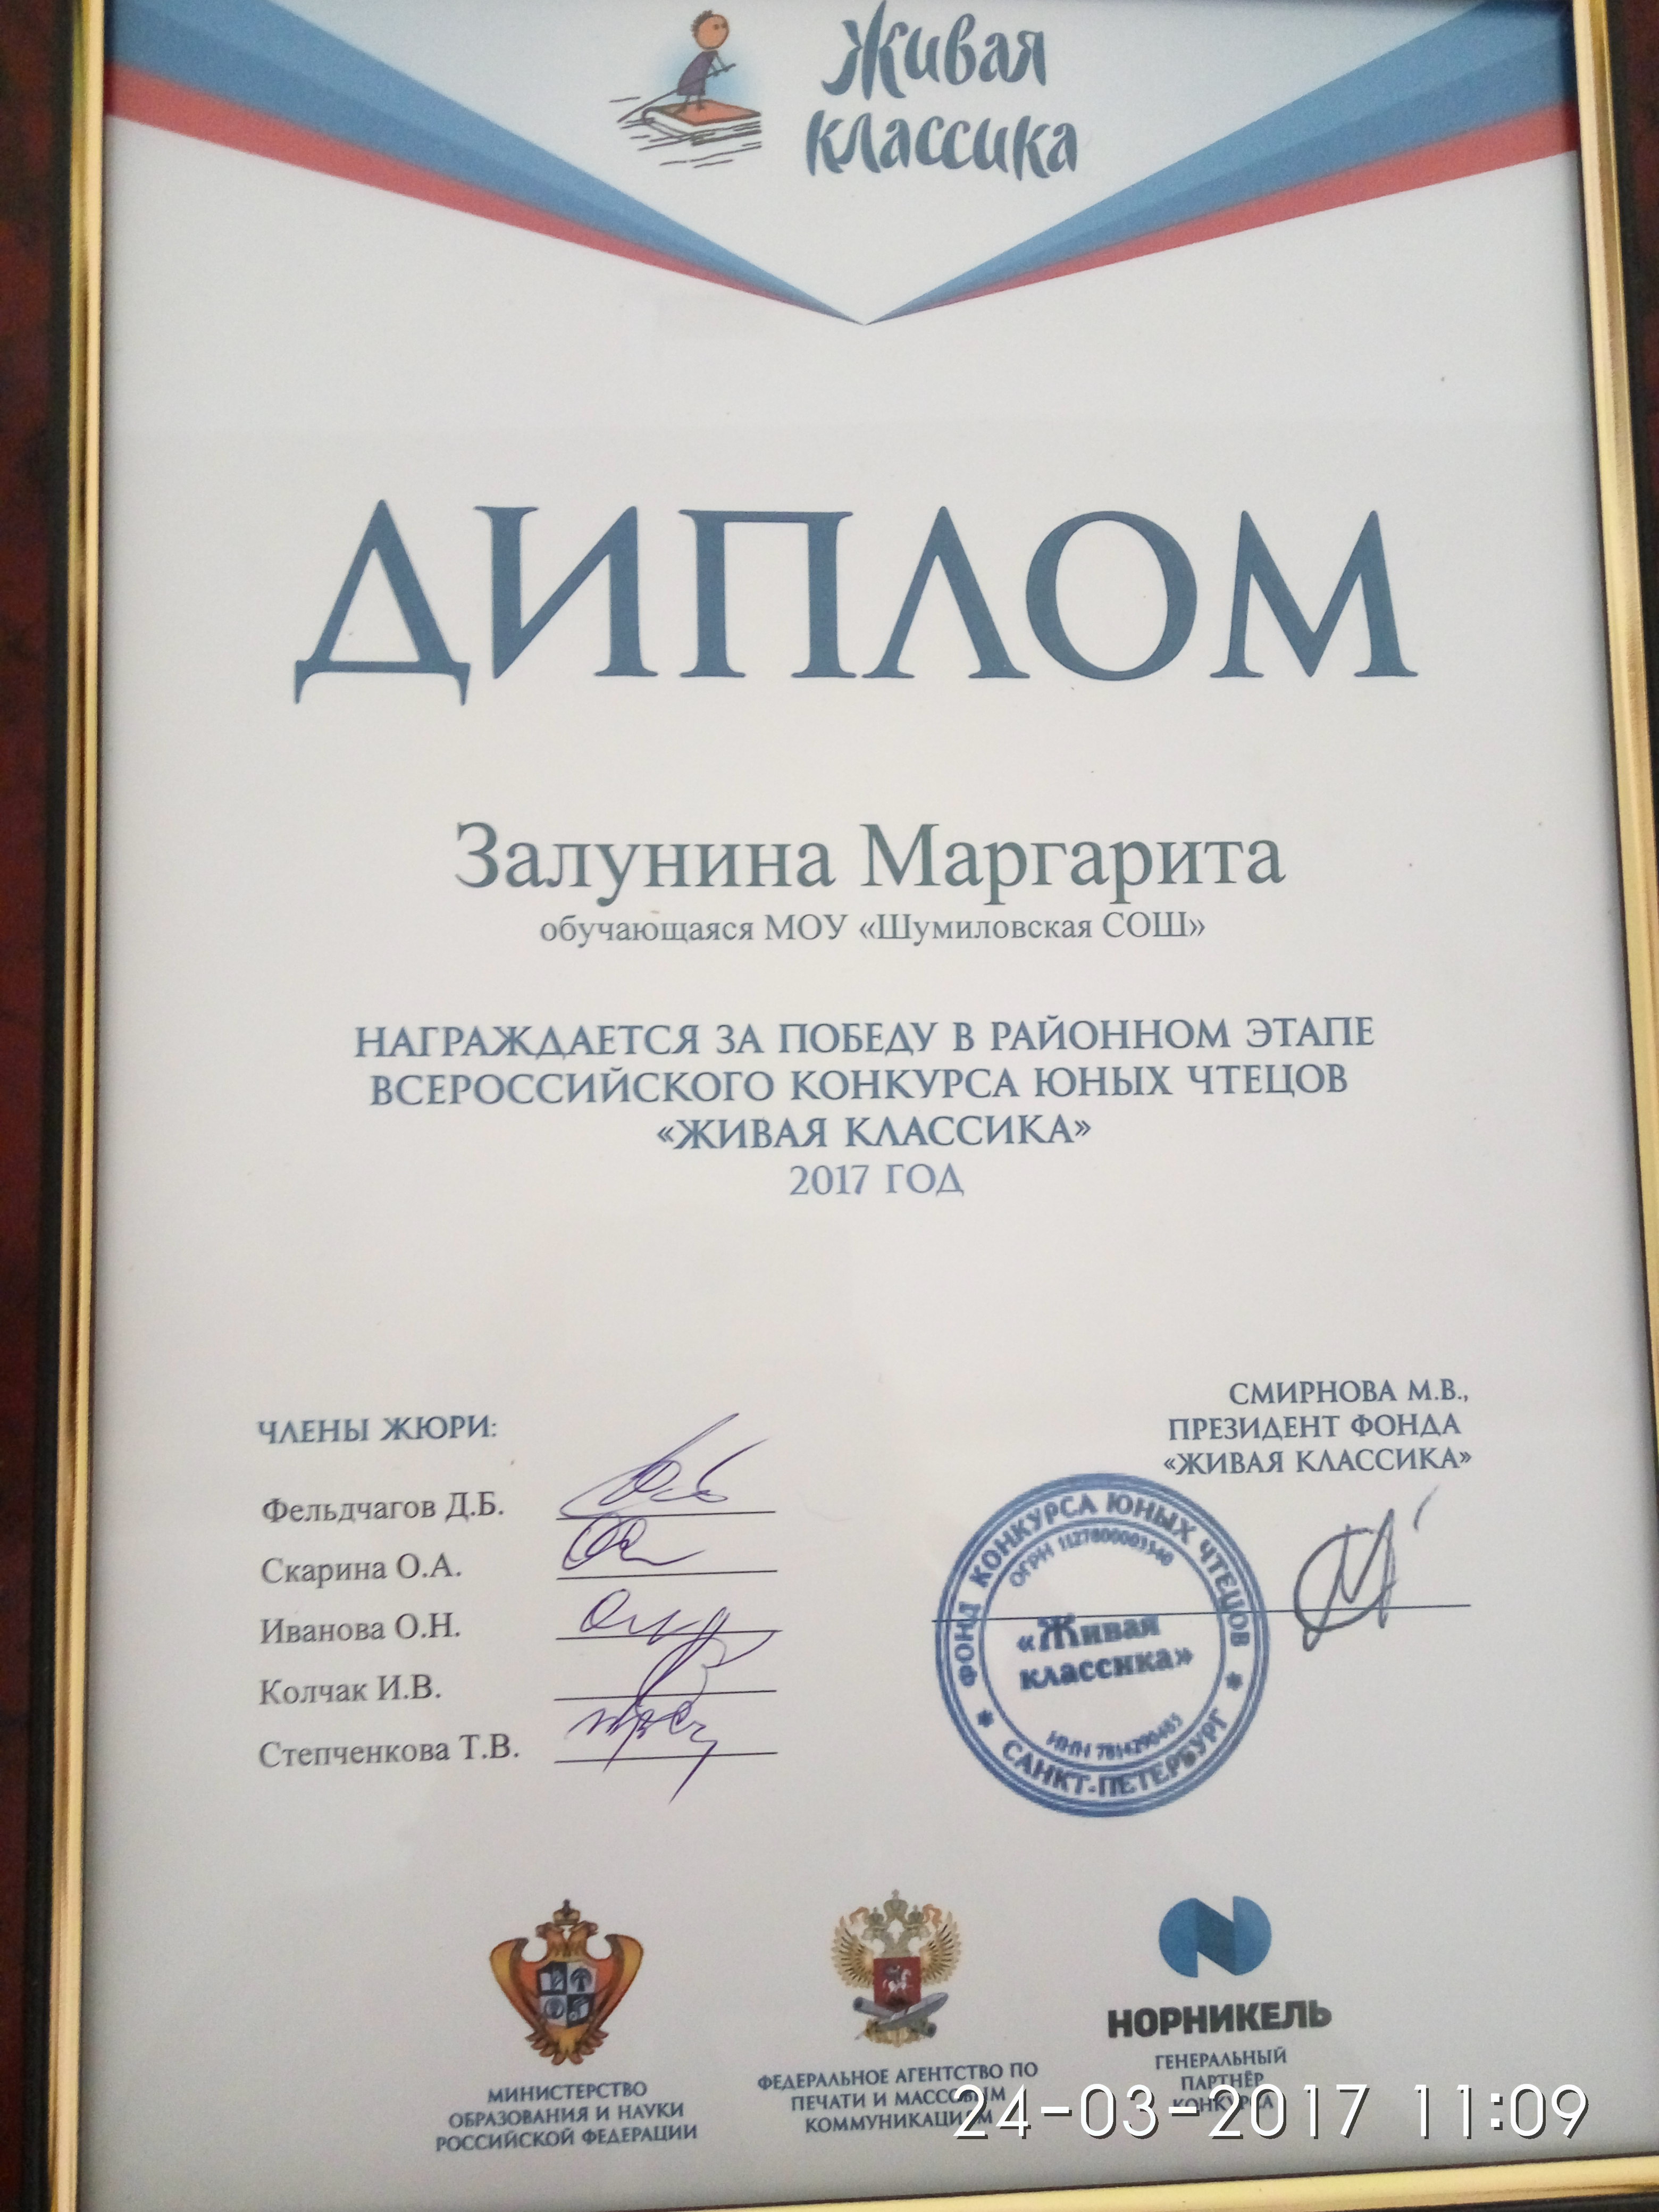 Живая
классика
ДИПЛОМ
Залунина Маргарита
обучающаяся МОУ «Шумиловская СОШ»
НАГРАЖДАЕТСЯ ЗА ПОБЕДУ В РАЙОННОМ ЭТАПЕ
ВСЕРОССИЙСКОГО КОНКУРСА ЮНЫХ ЧТЕЦОВ
«ЖИВАЯ КЛАССИКА»
2017 ГОД
ЧЛЕНЫ ЖЮРИ:
Фельдчагов Д.Б.
Скарина О.А.
Иванова О.Н.
Колчак И.В.
Степченкова Т.В.
СМИРНОВА М.В.,
ПРЕЗИДЕНТ ФОНДА
«ЖИВАЯ КЛАССИКА»
ФОНД КОНКУРСА ЮНЫХ ЧТЕЦОВ
ОГРН
«Живая
классика»
ИНН
САНКТ-ПЕТЕРБУРГ
МИНИСТЕРСТВО
ОБРАЗОВАНИЯ И НАУКИ
РОССИЙСКОЙ ФЕДЕРАЦИИ
ФЕДЕРАЛЬНОЕ АГЕНТСТВО ПО
ПЕЧАТИ И МАССОВЫМ
КОММУНИКАЦИЯМ
НОРНИКЕЛЬ
ГЕНЕРАЛЬНЫЙ
ПАРТНЁР
КОНКУРСА
24-03-2017 11:09